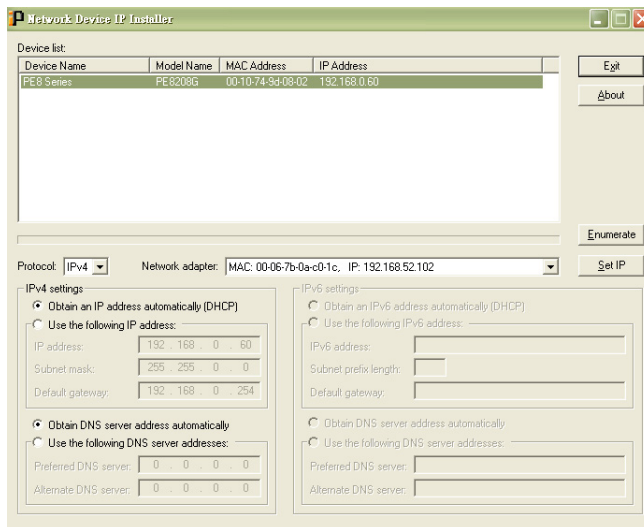 Network Device IP Installer
Device list:
Device Name Model Name MAC Address IP Address
PE8 Series PE8208G 00-10-74-9d-08-02 192.168.0.60
Exit
About
Enumerate
Protocol: IPv4 Network adapter: MAC: 00-06-7b-0a-c0-1c, IP: 192.168.52.102 Set IP
IPv4 settings
Obtain an IP address automatically (DHCP)
Use the following IP address:
IP address: 192 . 168 . 0 . 60
Subnet mask: 255 . 255 . 0 . 0
Default gateway: 192 . 168 . 0 . 254
Obtain DNS server address automatically
Use the following DNS server addresses:
Preferred DNS server: 0 . 0 . 0 . 0
Alternate DNS server: 0 . 0 . 0 . 0
IPv6 settings
Obtain an IPv6 address automatically (DHCP)
Use the following IPv6 address:
IPv6 address:
Subnet prefix length:
Default gateway:
Obtain DNS server address automatically
Use the following DNS server addresses:
Preferred DNS server:
Alternate DNS server: